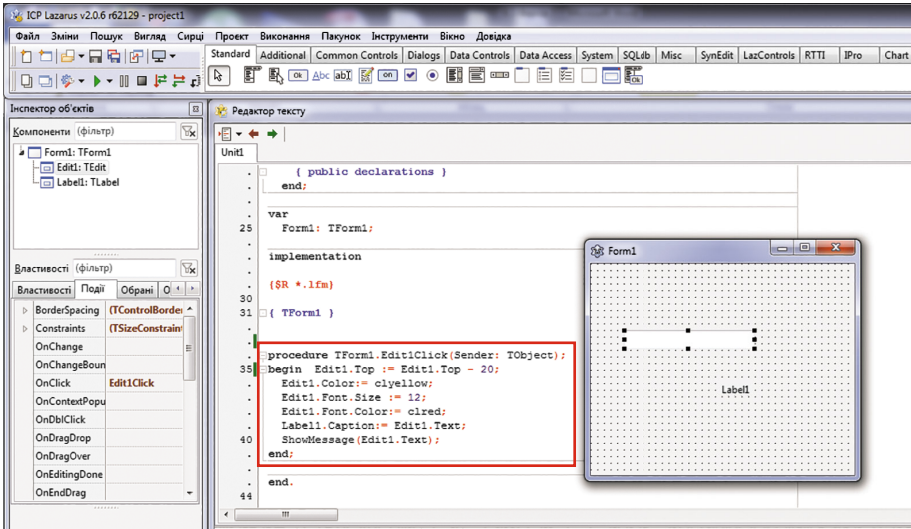 ІСР Lazarus v2.0.6 r62129 - project1
Файл Зміни Пошук Вигляд Сирці Проєкт Виконання Пакунок Інструменти Вікно Довідка
Standard Additional Common Controls Dialogs Data Controls Data Access System SQLdb Misc SynEdit LazControls RTTI IPro Chart
Ok Abc abI ON
Інспектор об'єктів
Компоненти (фільтр)
Form1: TForm1
Edit1: TEdit
Label1: TLabel
Властивості (фільтр)
Властивості Події Обрані О
BorderSpacing (TControlBorder
Constraints (TSizeConstraint
OnChange
OnChangeBoun
OnClick Edit1Click
OnContextPopu
OnDblClick
OnDragDrop
OnDragOver
OnEditingDone
OnEndDrag
Редактор тексту
Unit1
{ public declarations }
end;
var
25 Form1: TForm1;
implementation
{$R *.lfm}
30
31 { TForm1 }
procedure TForm1.Edit1Click(Sender: TObject);
35 begin Edit1.Top := Edit1.Top - 20;
Edit1.Color:= clyellow;
Edit1.Font.Size := 12;
Edit1.Font.Color:= clred;
Label1.Caption:= Edit1.Text;
40 ShowMessage(Edit1.Text);
end;
end.
44
Form1
Label1